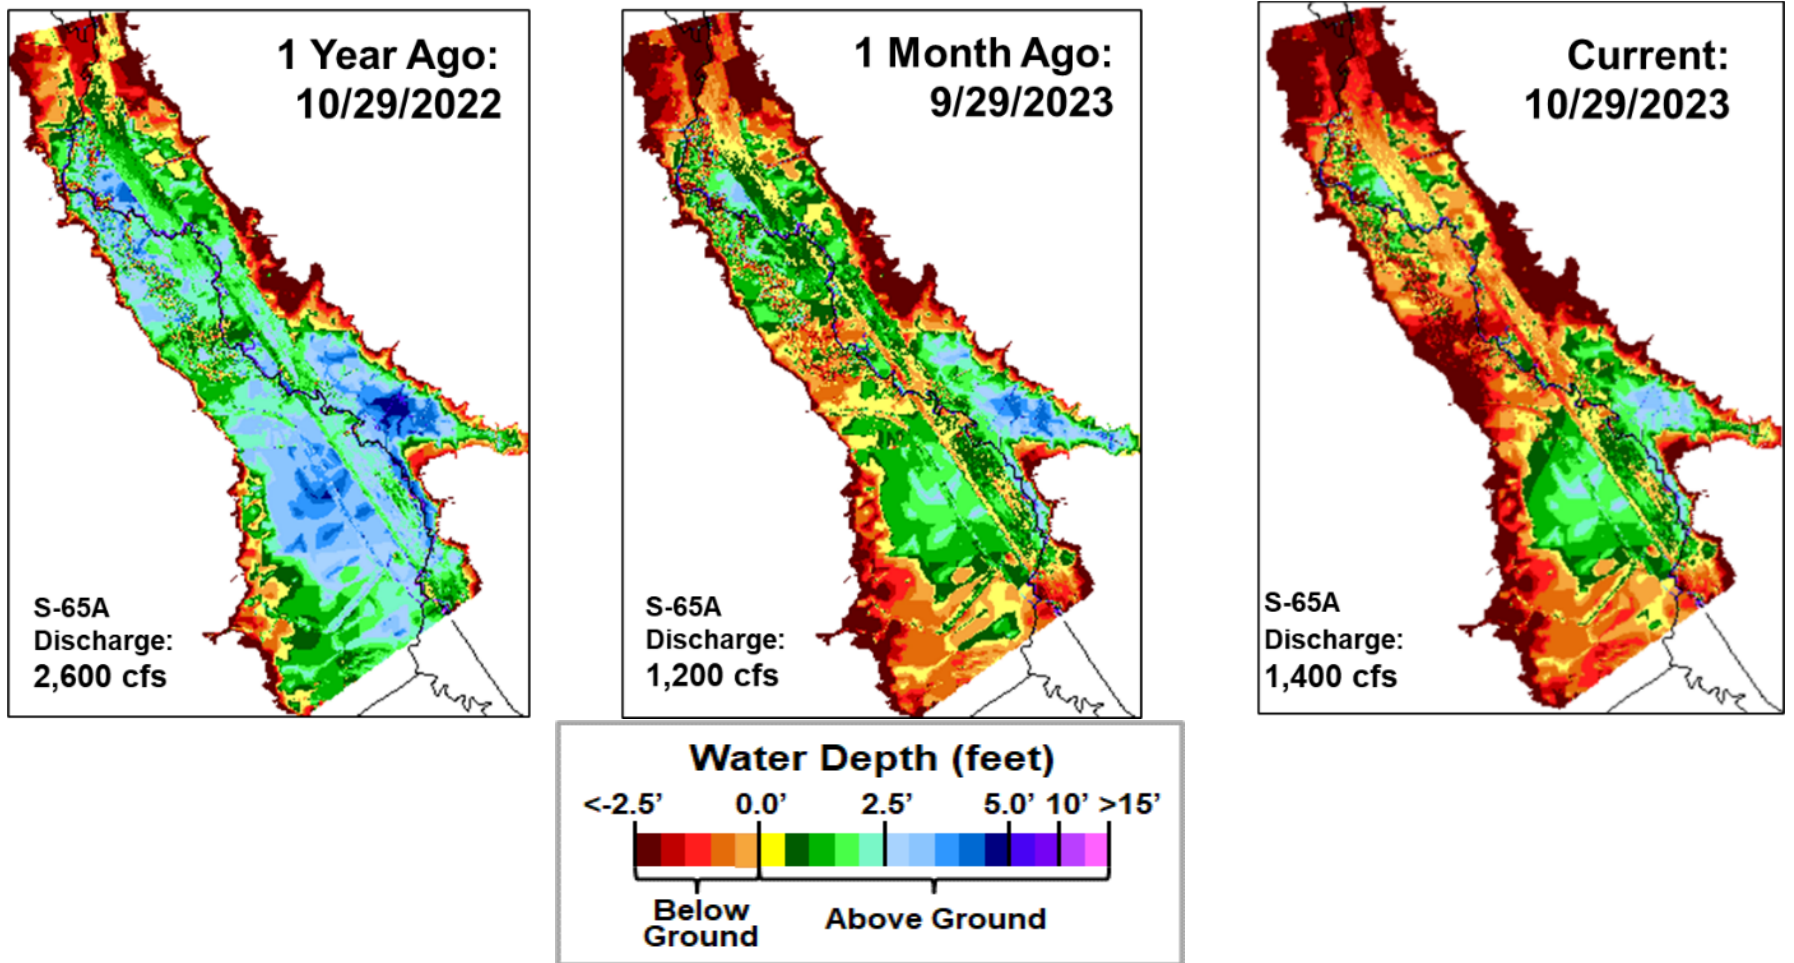 1 Year Ago:
10/29/2022
S-65A
Discharge:
2,600 cfs
1 Month Ago:
9/29/2023
S-65A
Discharge:
1,200 cfs
Current:
10/29/2023
S-65A
Discharge:
1,400 cfs
Water Depth (feet)
<-2.5’ 0.0’ 2.5’ 5.0’ 10’ >15’
Below
Ground
Above Ground